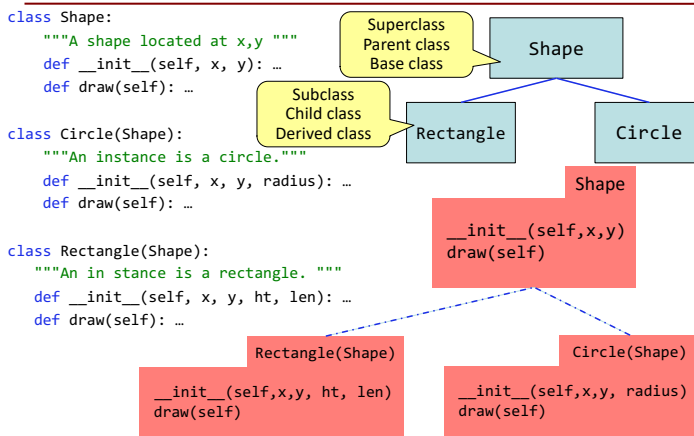 class Shape:
"""A shape located at x,y """
def __init__(self, x, y): …
def draw(self): …
class Circle(Shape):
"""An instance is a circle."""
def __init__(self, x, y, radius): …
def draw(self): …
class Rectangle(Shape):
"""An in stance is a rectangle. """
def __init__(self, x, y, ht, len): …
def draw(self): …
Superclass
Parent class
Base class
Shape
Subclass
Child class
Derived class
Rectangle
Circle
Shape
__init__(self,x,y)
draw(self)
Rectangle(Shape)
__init__(self,x,y, ht, len)
draw(self)
Circle(Shape)
__init__(self,x,y, radius)
draw(self)